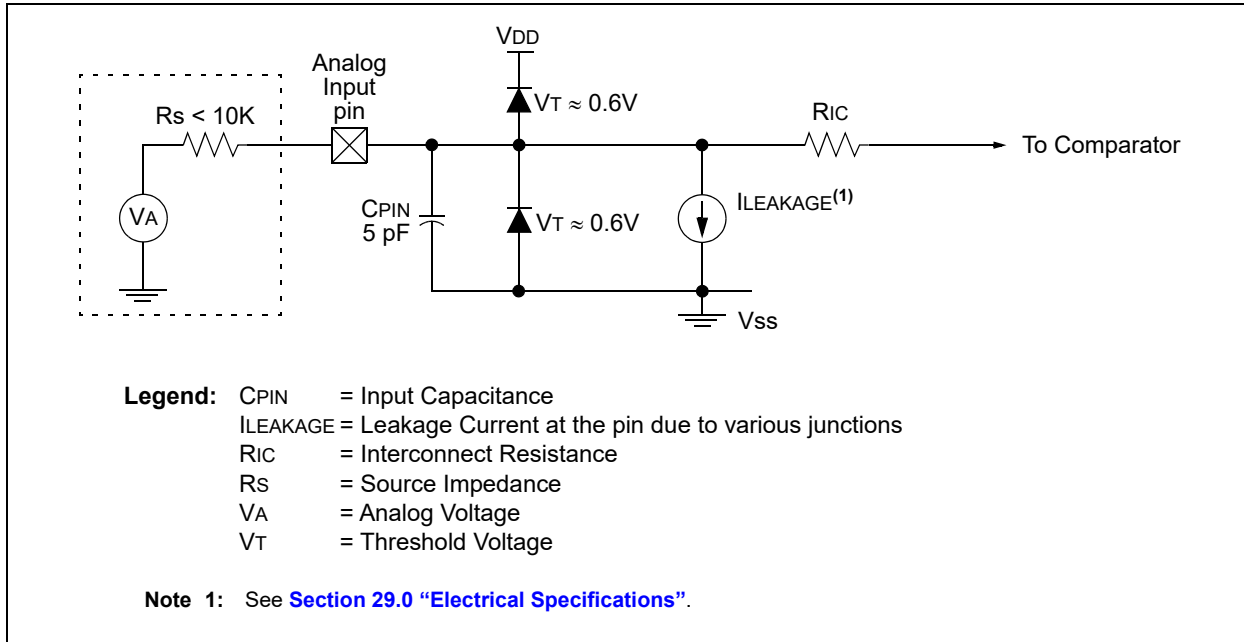 VDD
Analog
Input
pin
Rs < 10K
VT ≈ 0.6V
RIC
To Comparator
VA
CPIN
5 pF
VT ≈ 0.6V
ILEAKAGE(1)
Vss
Legend: CPIN = Input Capacitance
ILEAKAGE = Leakage Current at the pin due to various junctions
RIC = Interconnect Resistance
RS = Source Impedance
VA = Analog Voltage
VT = Threshold Voltage
Note 1: See Section 29.0 “Electrical Specifications”.